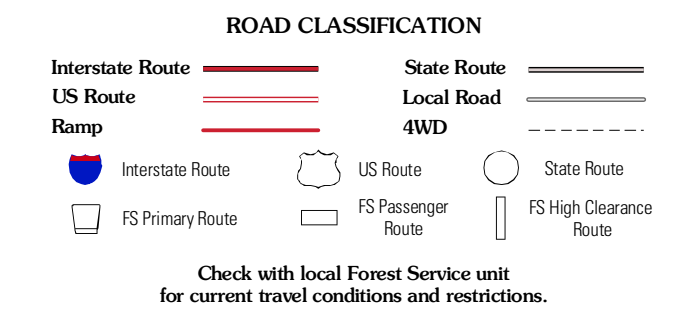 ROAD CLASSIFICATION
Interstate Route
State Route
US Route
Local Road
Ramp
4WD
Interstate Route
US Route
State Route
FS Primary Route
FS Passenger
Route
FS High Clearance
Route
Check with local Forest Service unit
for current travel conditions and restrictions.